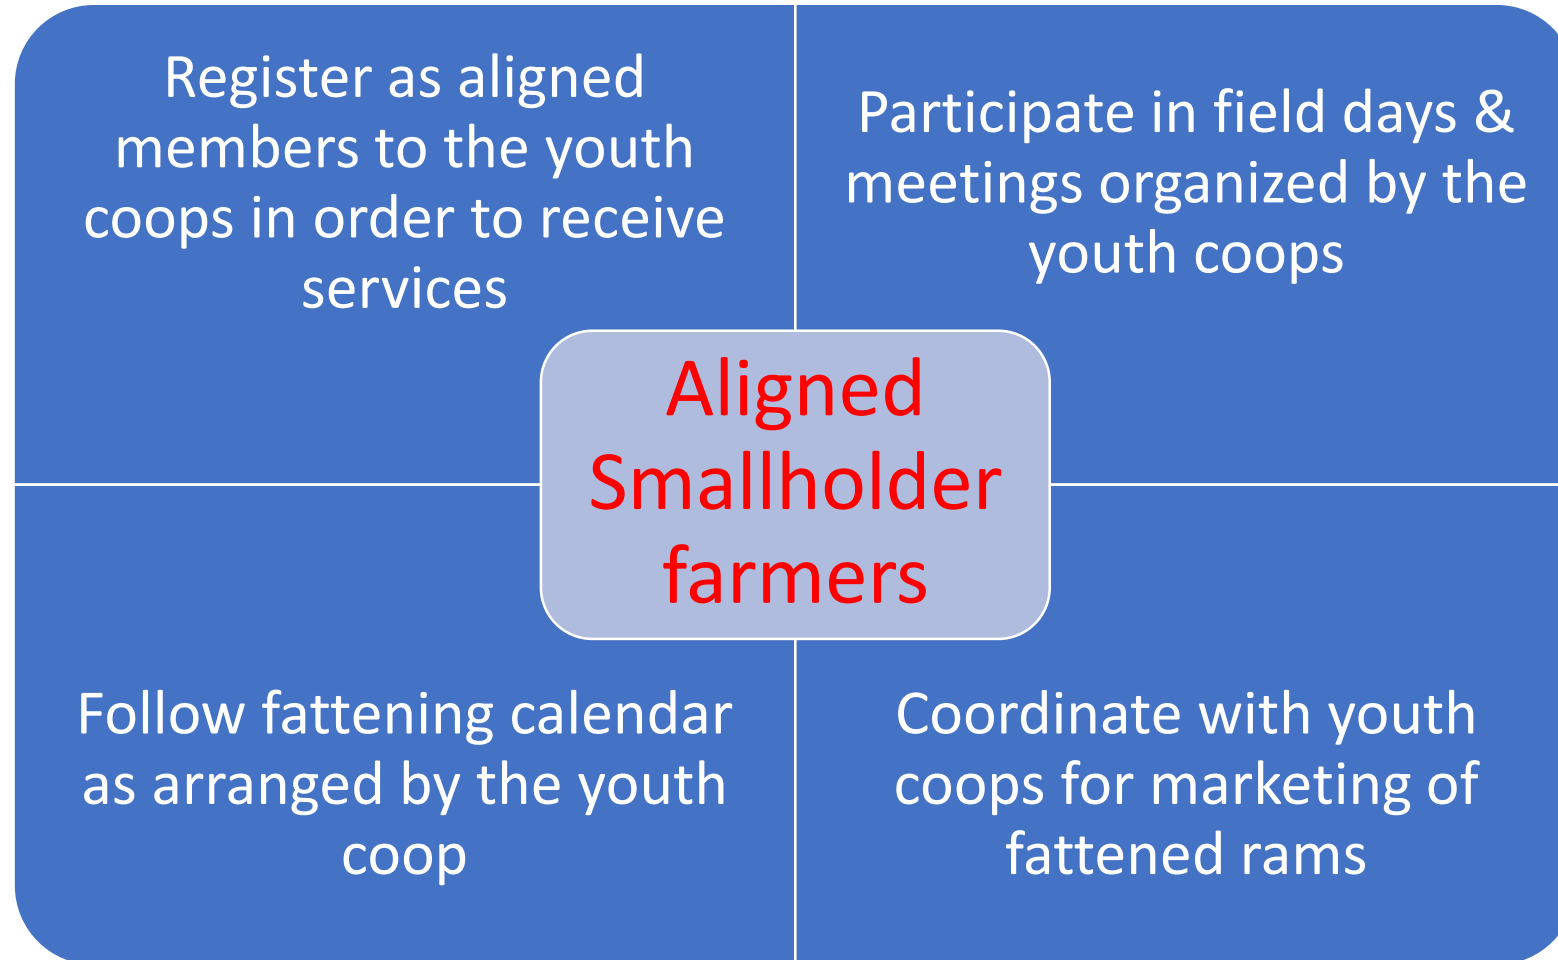 Register as aligned
members to the youth
coops in order to receive
services
Participate in field days &
meetings organized by the
youth coops
Aligned
Smallholder
farmers
Follow fattening calendar
as arranged by the youth
coop
Coordinate with youth
coops for marketing of
fattened rams